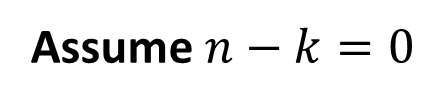 Assume n − k = 0